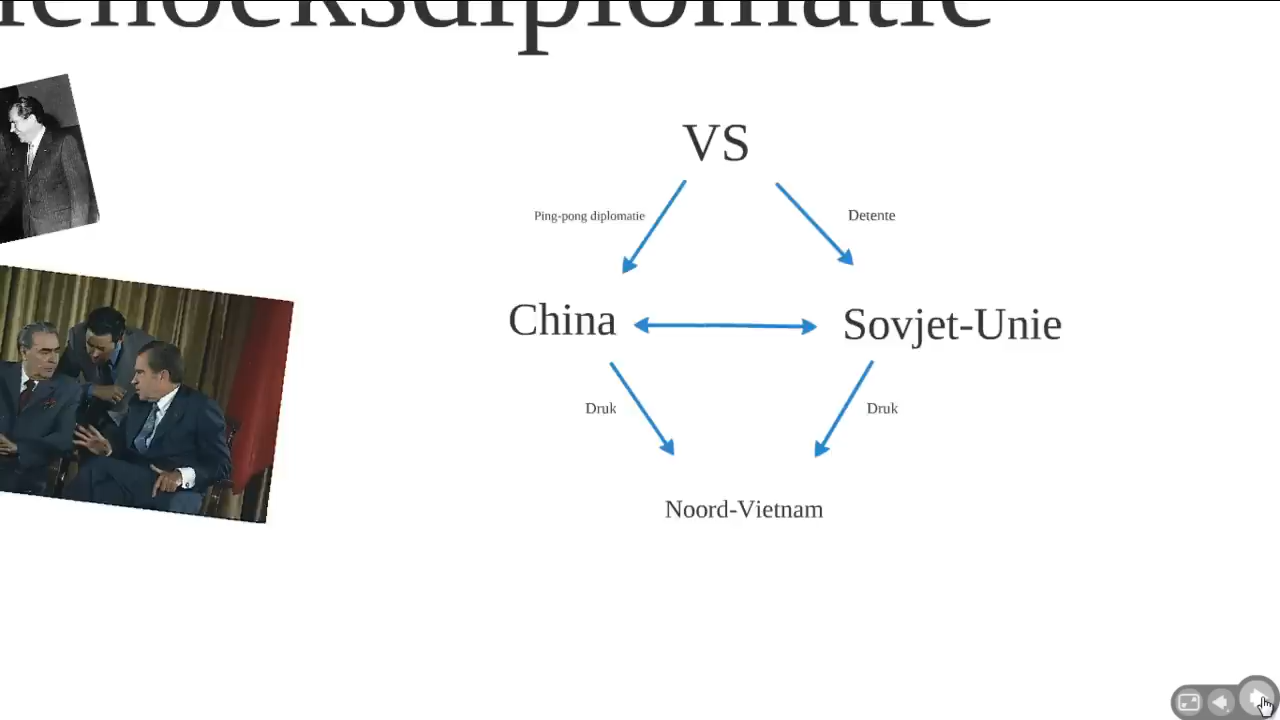 VS
Ping-pong diplomatie
Detente
China
Sovjet-Unie
Druk
Druk
Noord-Vietnam